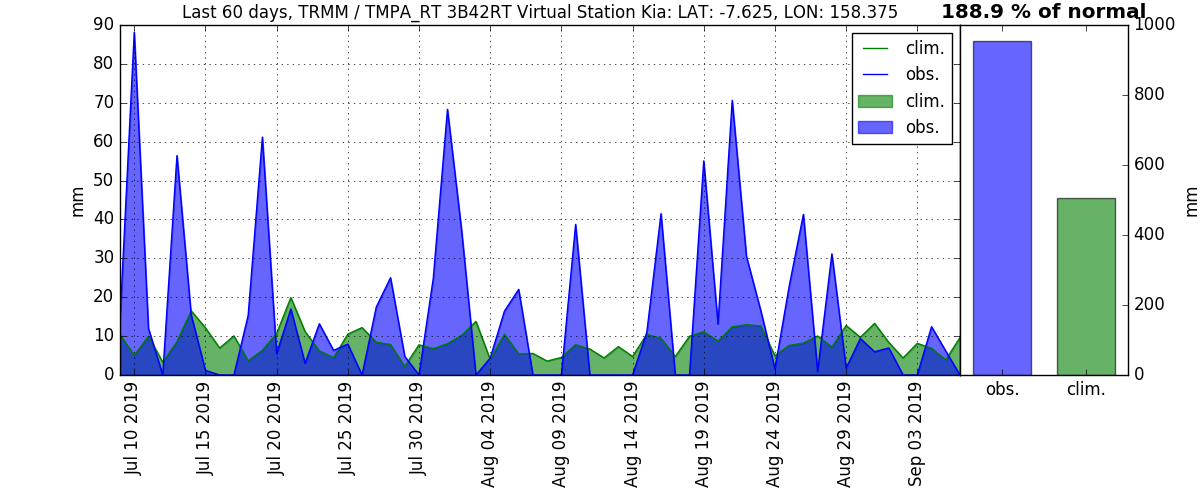 Last 60 days, TRMM / TMPA_RT 3B42RT Virtual Station Kia: LAT: -7.625, LON: 158.375
188.9 % of normal
90
80
70
60
50
40
30
20
10
0
mm
clim.
obs.
clim.
obs.
Jul 10 2019
Jul 15 2019
Jul 20 2019
Jul 25 2019
Jul 30 2019
Aug 04 2019
Aug 09 2019
Aug 14 2019
Aug 19 2019
Aug 24 2019
Aug 29 2019
Sep 03 2019
1000
800
600
400
200
0
mm
obs.
clim.